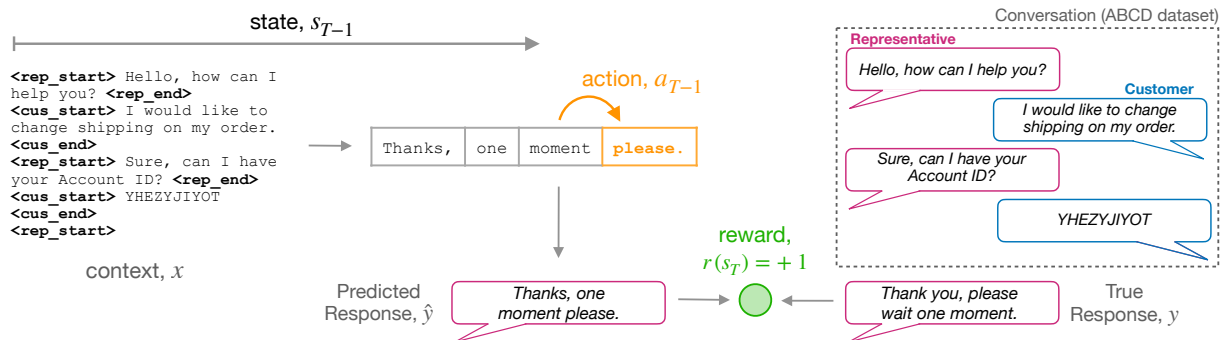 state, s_{T−1}
<rep_start> Hello, how can I
help you? <rep_end>
<cus_start> I would like to
change shipping on my order.
<cus_end>
<rep_start> Sure, can I have
your Account ID? <rep_end>
<cus_start> YHEZYJIYOT
<cus_end>
<rep_start>
context, x
action, a_{T−1}
Thanks, one moment please.
Predicted
Response, ŷ
Thanks, one
moment please.
reward,
r(s_T) = + 1
Conversation (ABCD dataset)
Representative
Hello, how can I help you?
Customer
I would like to change
shipping on my order.
Sure, can I have your
Account ID?
YHEZYJIYOT
Thank you, please
wait one moment.
True
Response, y